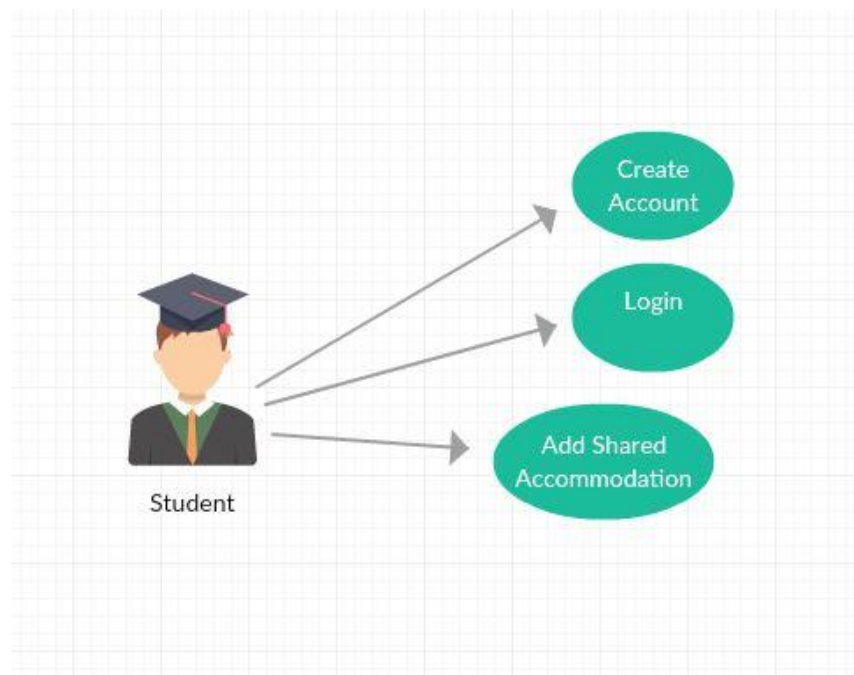 Create
Account
Login
Add Shared
Accommodation
Student